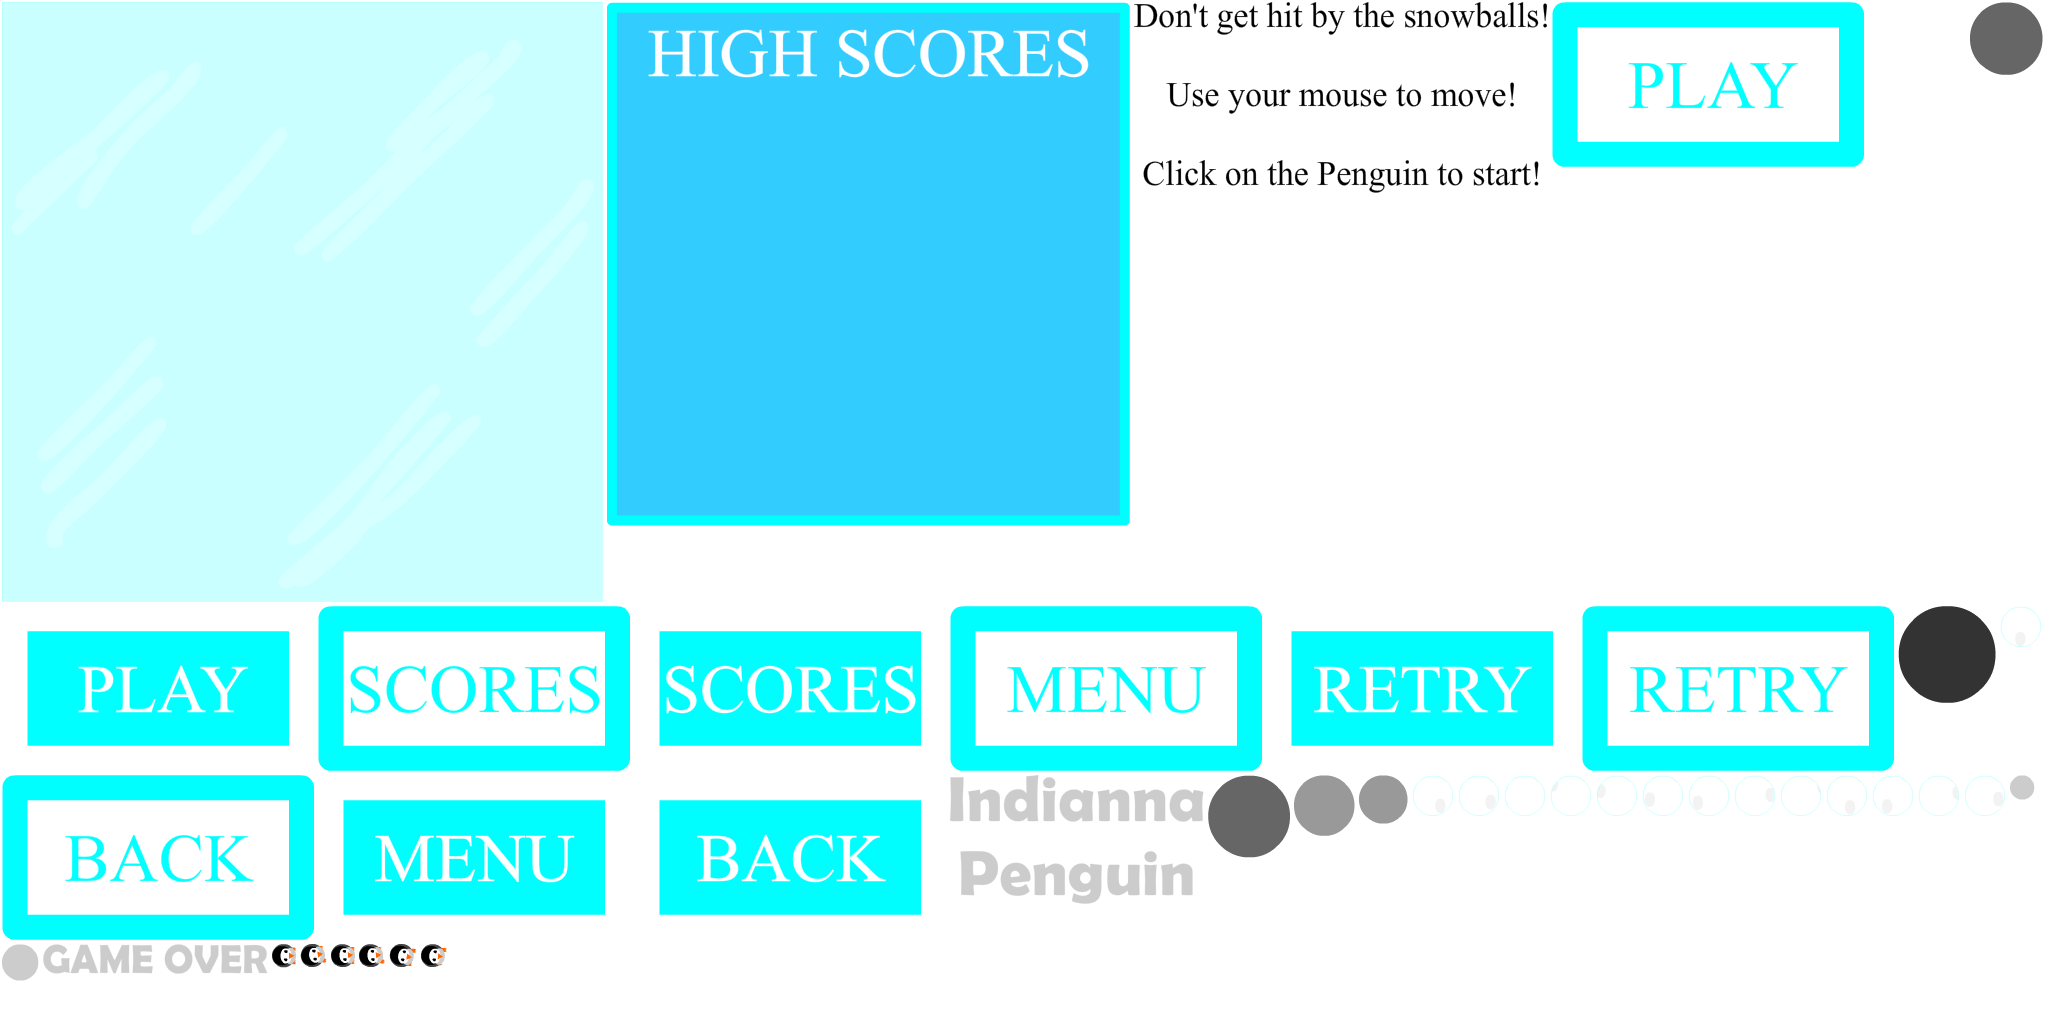 HIGH SCORES
Don't get hit by the snowballs!
Use your mouse to move!
Click on the Penguin to start!
PLAY
PLAY
SCORES
SCORES
MENU
RETRY
RETRY
BACK
MENU
BACK
Indianna
Penguin
GAME OVER